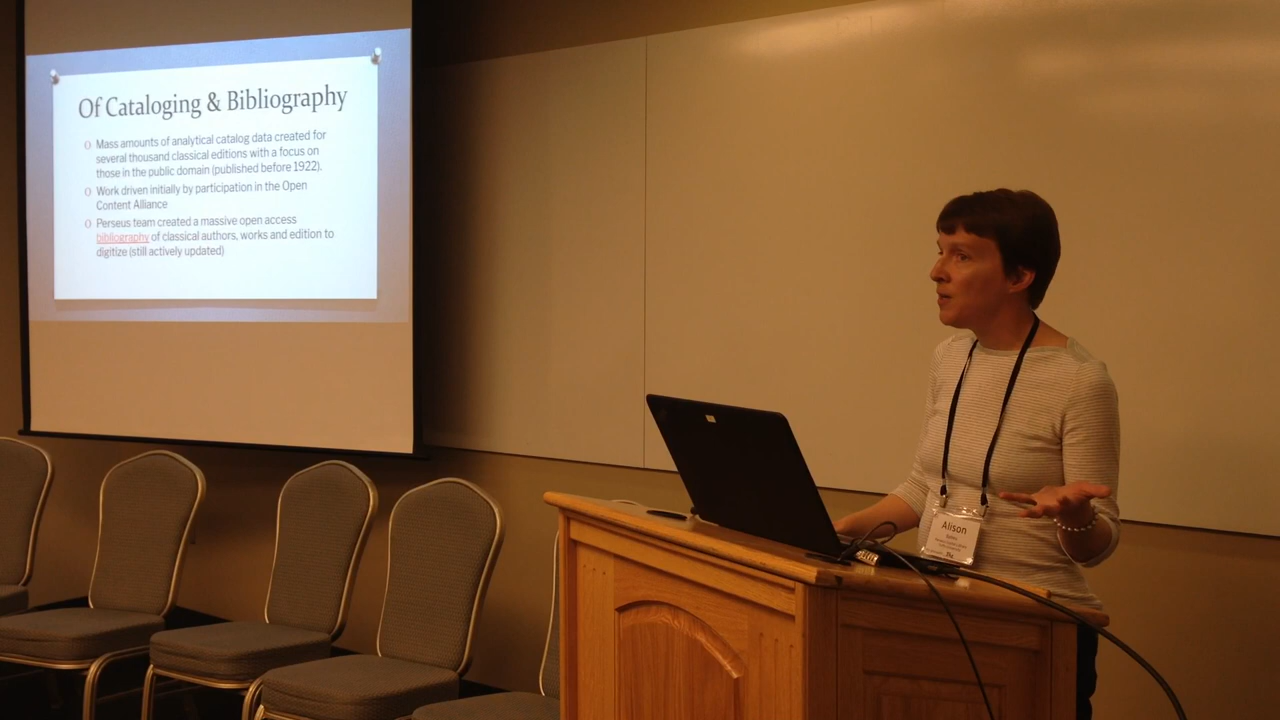 Of Cataloging & Bibliography
Mass amounts of analytical catalog data created for
several thousand classical editions with a focus on
those in the public domain (published before 1922).
Work driven initially by participation in the Open
Content Alliance
Perseus team created a massive open access
bibliography of classical authors, works and edition to
digitize (still actively updated)
Alison